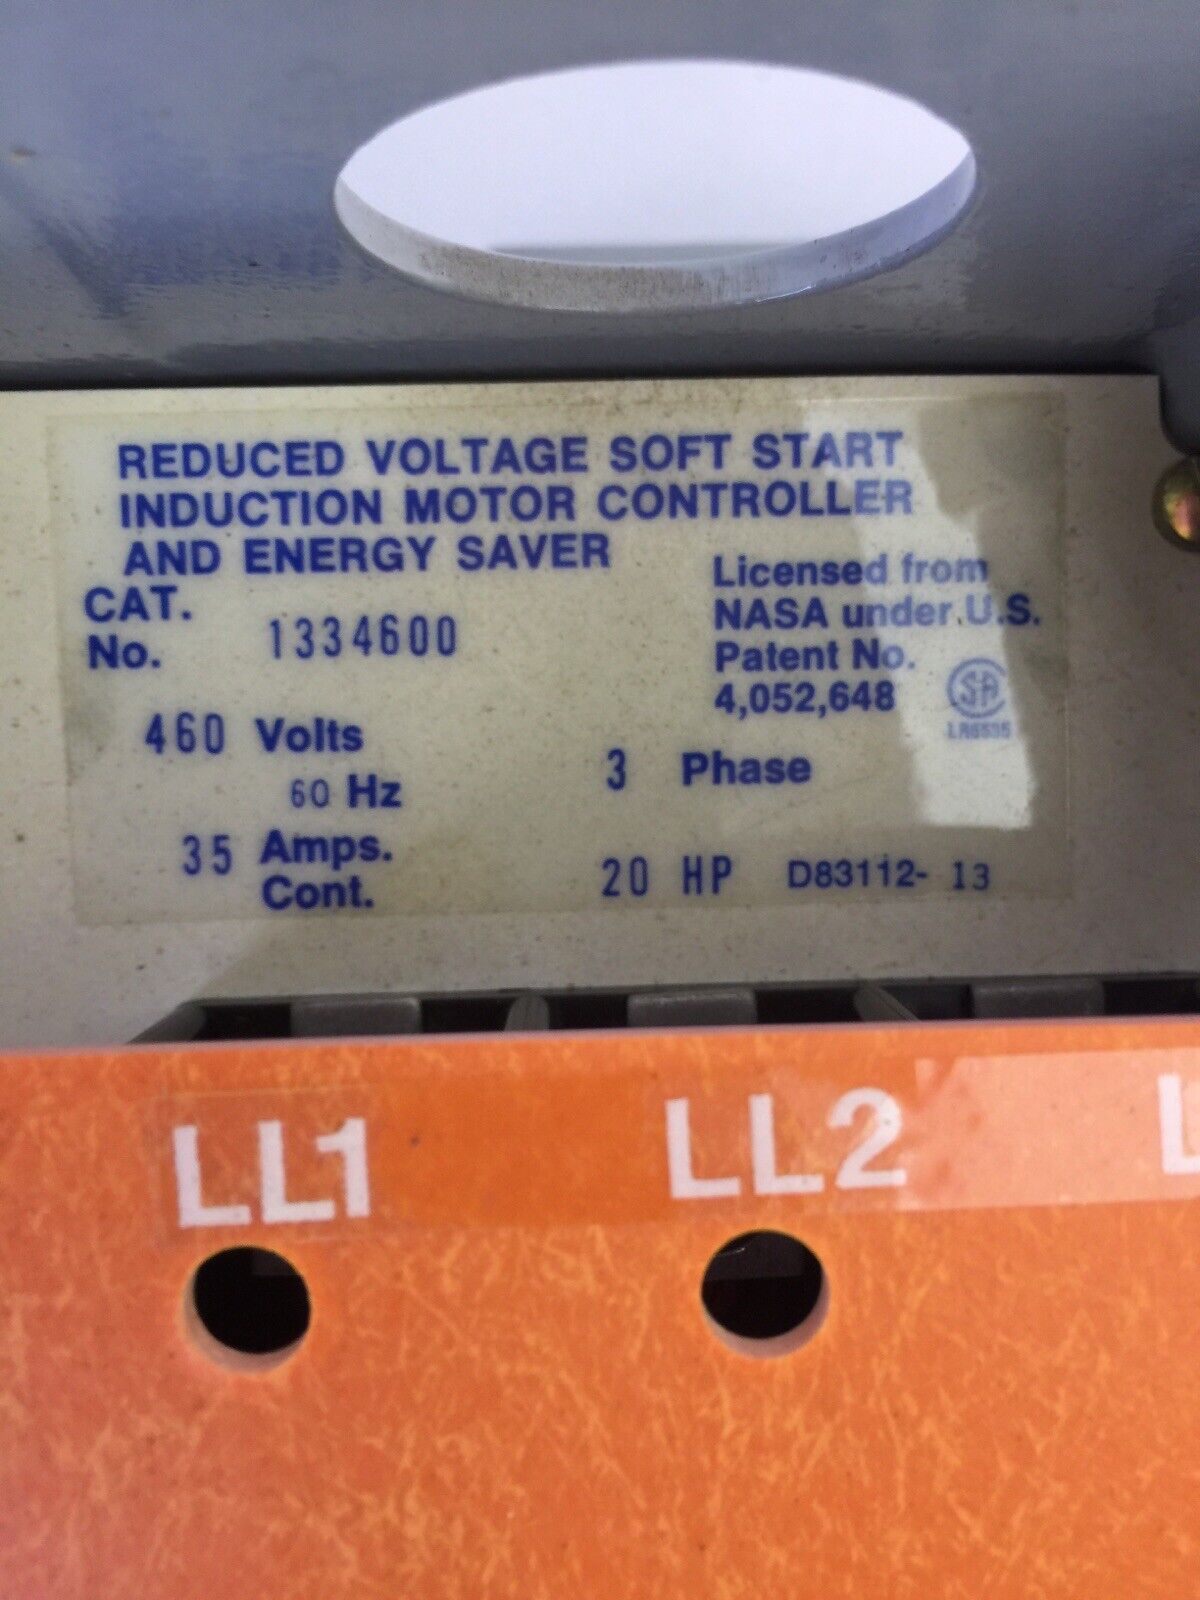 REDUCED VOLTAGE SOFT START
INDUCTION MOTOR CONTROLLER
AND ENERGY SAVER
CAT.
No. 1334600
Licensed from
NASA under U.S.
Patent No.
4,052,648
460 Volts
60 Hz
3 Phase
35 Amps.
Cont.
20 HP D83112- 13
LL1 LL2 L